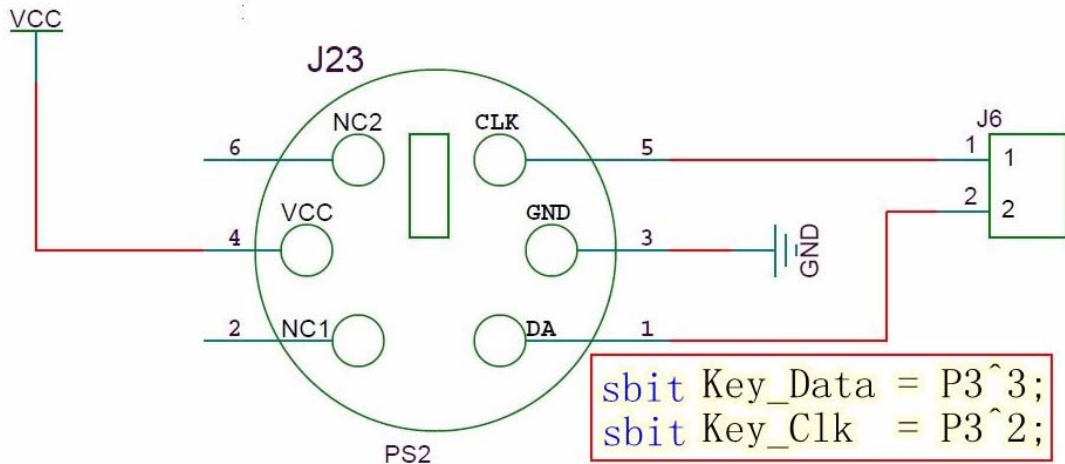 VCC
J23
NC2
CLK
6
5
J6
1
1
VCC
GND
2
2
4
3
GND
NC1
DA
2
1
sbit Key_Data = P3^3;
sbit Key_Clk = P3^2;
PS2